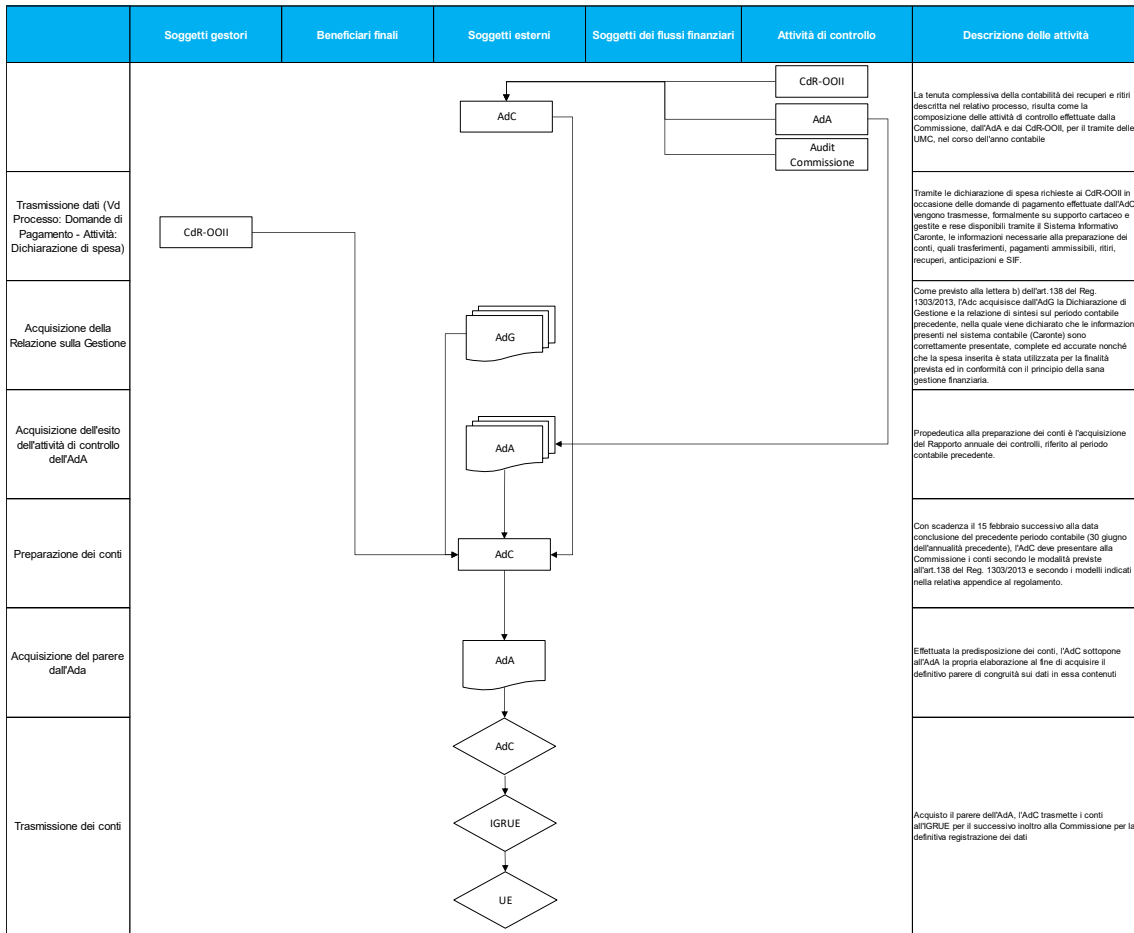 Soggetti gestori
Beneficiari finali
Soggetti esterni
Soggetti dei flussi finanziari
Attività di controllo
Descrizione delle attività
CdR-OOII
AdC
AdA
Audit
Commissione
La tenuta complessiva della contabilità dei recuperi e ritiri
descritta nel relativo processo, risulta come la
composizione delle attività di controllo effettuate dalla
Commissione, dall'AdA e dai CdR-OOII, per il tramite delle
UMC, nel corso dell'anno contabile
Trasmissione dati (Vd
Processo: Domande di
Pagamento - Attività:
Dichiarazione di spesa)
CdR-OOII
Tramite le dichiarazione di spesa richieste ai CdR-OOII in
occasione delle domande di pagamento effettuate dall'AdC
vengono trasmesse, formalmente su supporto cartaceo e
gestite e rese disponibili tramite il Sistema Informativo
Caronte, le informazioni necessarie alla preparazione dei
conti, quali trasferimenti, pagamenti ammissibili, ritiri,
recuperi, anticipazioni e SIF.
Acquisizione della
Relazione sulla Gestione
AdG
Come previsto alla lettera b) dell'art.138 del Reg.
1303/2013, l'Adc acquisisce dall'AdG la Dichiarazione di
Gestione e la relazione di sintesi sul periodo contabile
precedente, nella quale viene dichiarato che le informazion
presenti nel sistema contabile (Caronte) sono
correttamente presentate, complete ed accurate nonché
che la spesa inserita è stata utilizzata per la finalità
prevista ed in conformità con il principio della sana
gestione finanziaria.
Acquisizione dell'esito
dell'attività di controllo
dell'AdA
AdA
Propedeutica alla preparazione dei conti è l'acquisizione
del Rapporto annuale dei controlli, riferito al periodo
contabile precedente.
Preparazione dei conti
AdC
Con scadenza il 15 febbraio successivo alla data
conclusione del precedente periodo contabile (30 giugno
dell'annualità precedente), l'AdC deve presentare alla
Commissione i conti secondo le modalità previste
all'art.138 del Reg. 1303/2013 e secondo i modelli indicati
nella relativa appendice al regolamento.
Acquisizione del parere
dall'Ada
AdA
Effettuata la predisposizione dei conti, l'AdC sottopone
all'AdA la propria elaborazione al fine di acquisire il
definitivo parere di congruità sui dati in essa contenuti
Trasmissione dei conti
AdC
IGRUE
UE
Acquisto il parere dell'AdA, l'AdC trasmette i conti
all'IGRUE per il successivo inoltro alla Commissione per la
definitiva registrazione dei dati